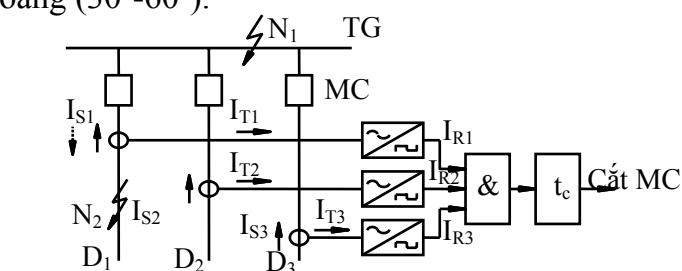 oảng (30°-60°).
N1 TG
MC
IS1 IT1 IR1
IT2 IR2 & tc Cắt MC
N2 IS2 IS3 IT3 IR3
D1 D2 D3